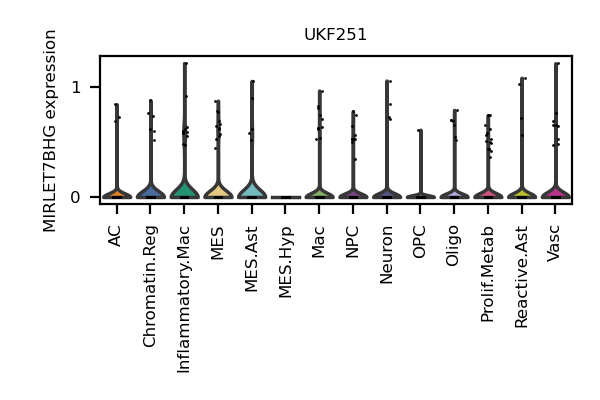 UKF251
MIRLET7BHG expression
1
0
AC
Chromatin.Reg
Inflammatory.Mac
MES
MES.Ast
MES.Hyp
Mac
NPC
Neuron
OPC
Oligo
Prolif.Metab
Reactive.Ast
Vasc